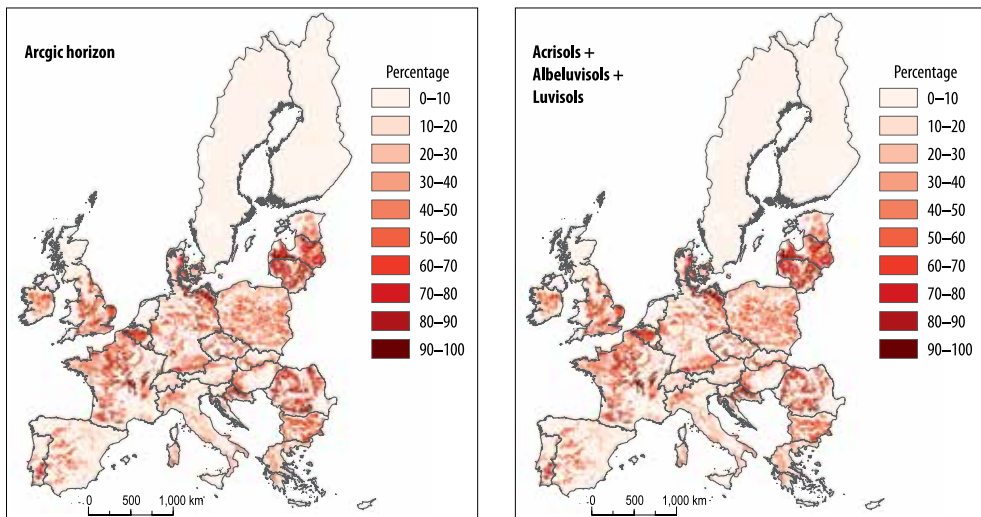 Arcgic horizon
Percentage
0–10
10–20
20–30
30–40
40–50
50–60
60–70
70–80
80–90
90–100
0 500 1,000 km
Acrisols +
Albeluvisols +
Luvisols
Percentage
0–10
10–20
20–30
30–40
40–50
50–60
60–70
70–80
80–90
90–100
0 500 1,000 km